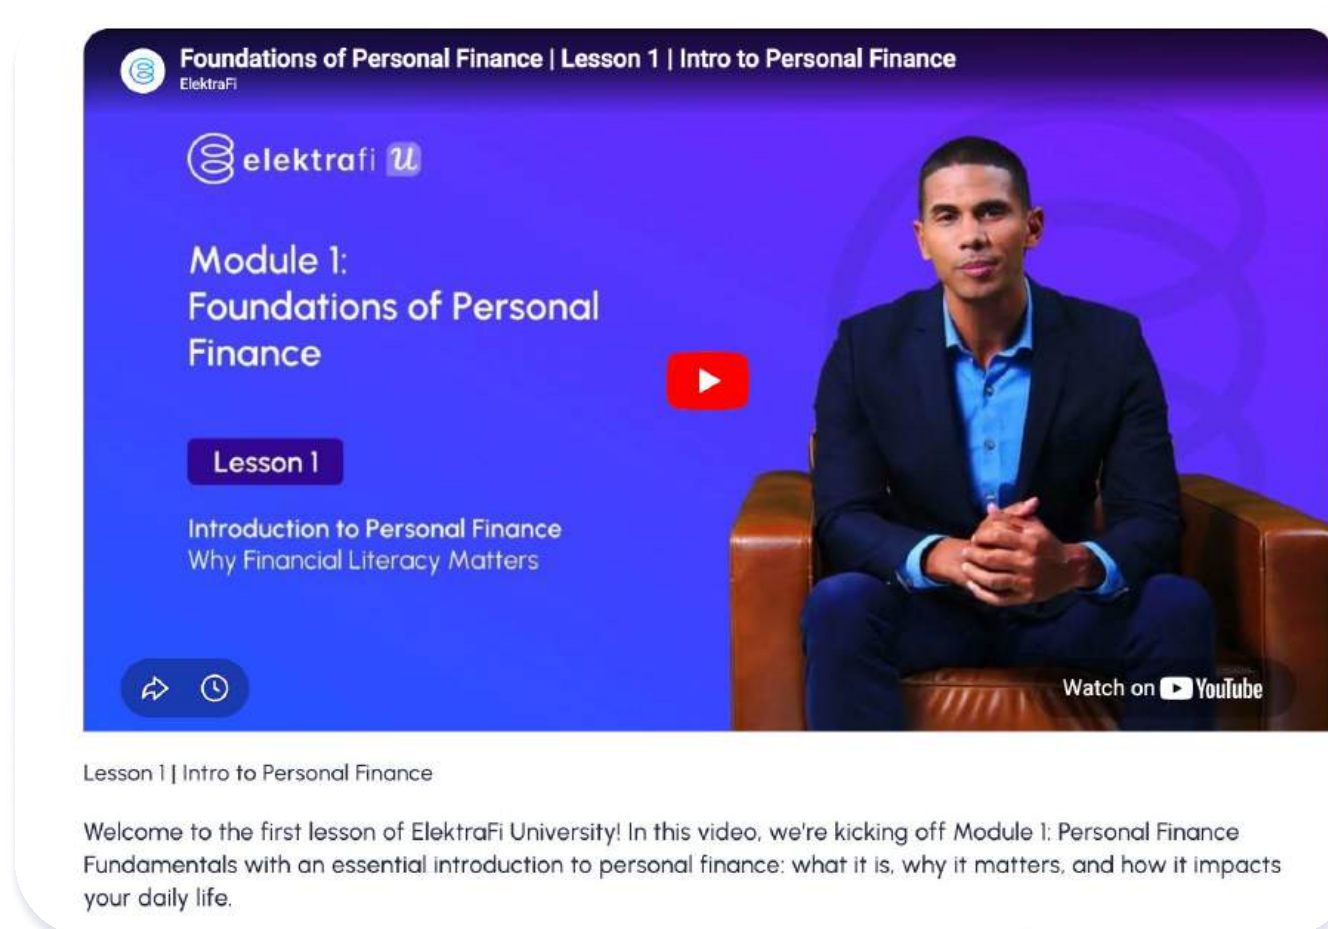 Foundations of Personal Finance | Lesson 1 | Intro to Personal Finance
ElektraFi
elektrafi u
Module 1:
Foundations of Personal
Finance
Lesson 1
Introduction to Personal Finance
Why Financial Literacy Matters
Watch on YouTube
Lesson 1 | Intro to Personal Finance
Welcome to the first lesson of ElektraFi University! In this video, we're kicking off Module 1: Personal Finance
Fundamentals with an essential introduction to personal finance: what it is, why it matters, and how it impacts
your daily life.